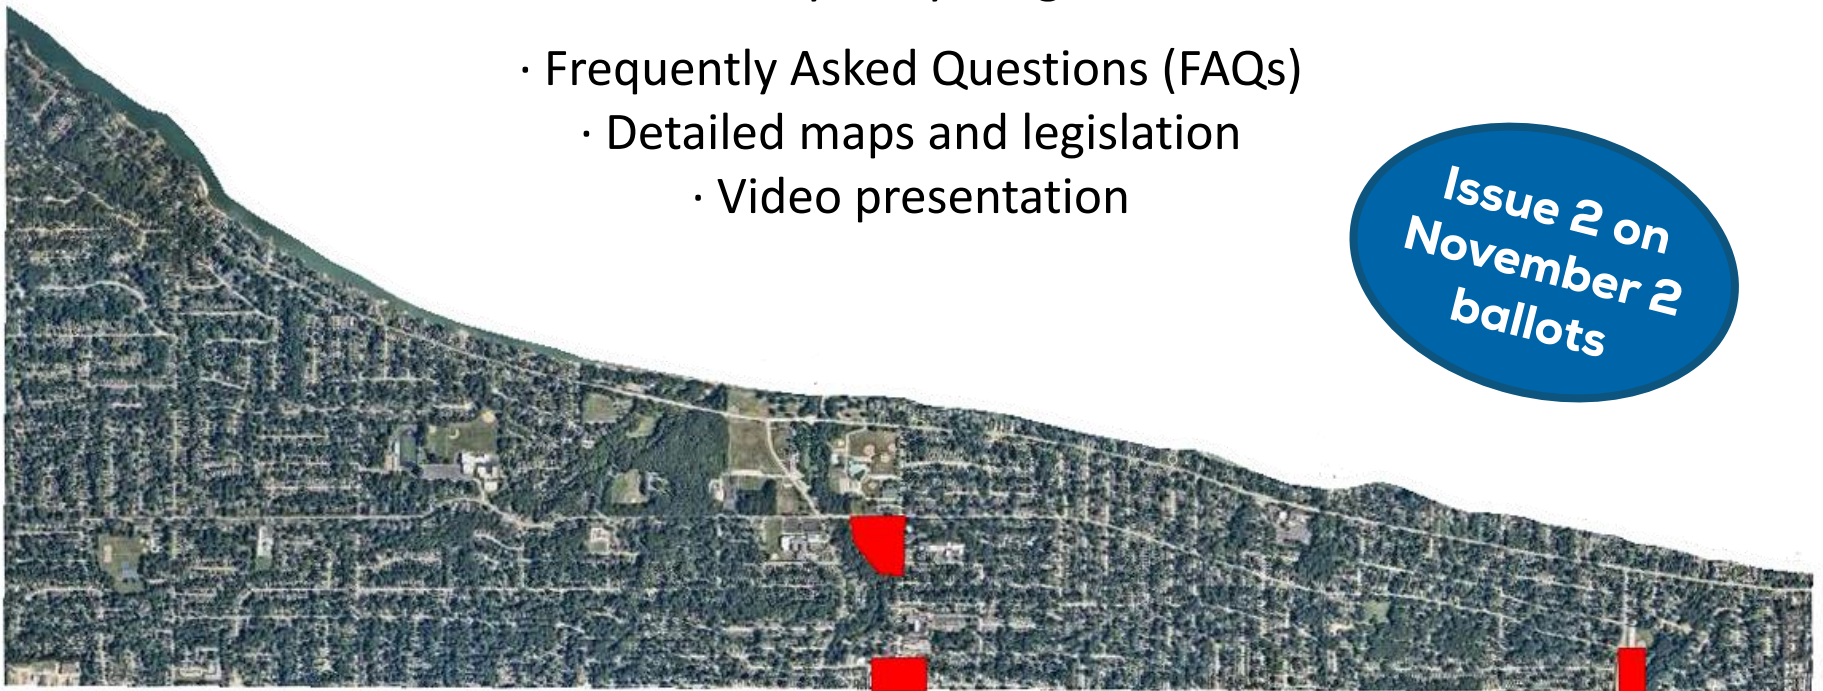 · Frequently Asked Questions (FAQs)
· Detailed maps and legislation
· Video presentation
Issue 2 on
November 2
ballots